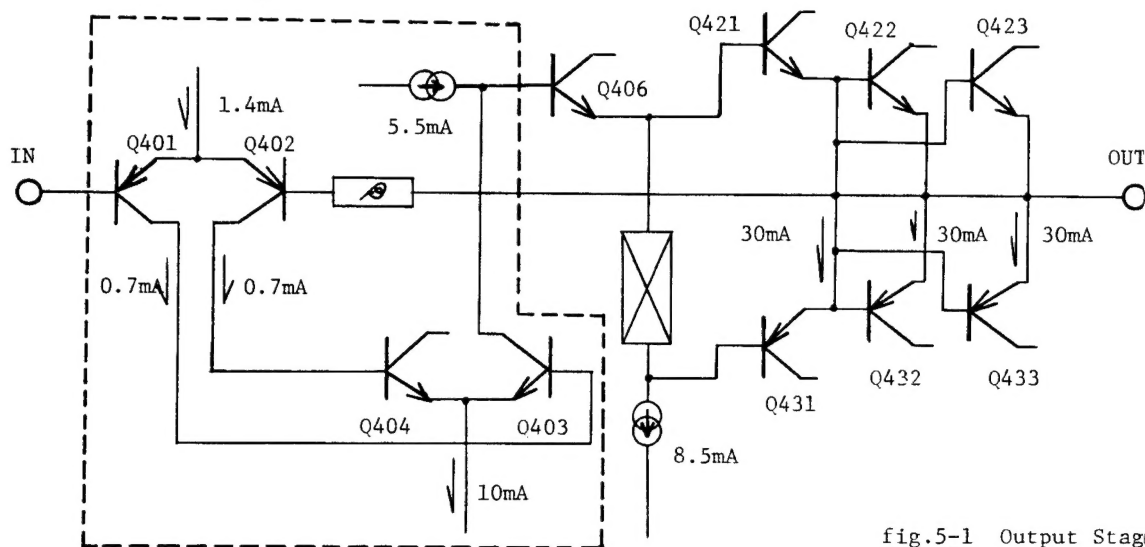 Q421
Q422
Q423
Q406
1.4mA
5.5mA
Q401
Q402
IN
OUT
30mA
30mA
30mA
0.7mA
0.7mA
Q404
Q403
Q431
Q432
Q433
8.5mA
10mA
fig.5-1 Output Stag